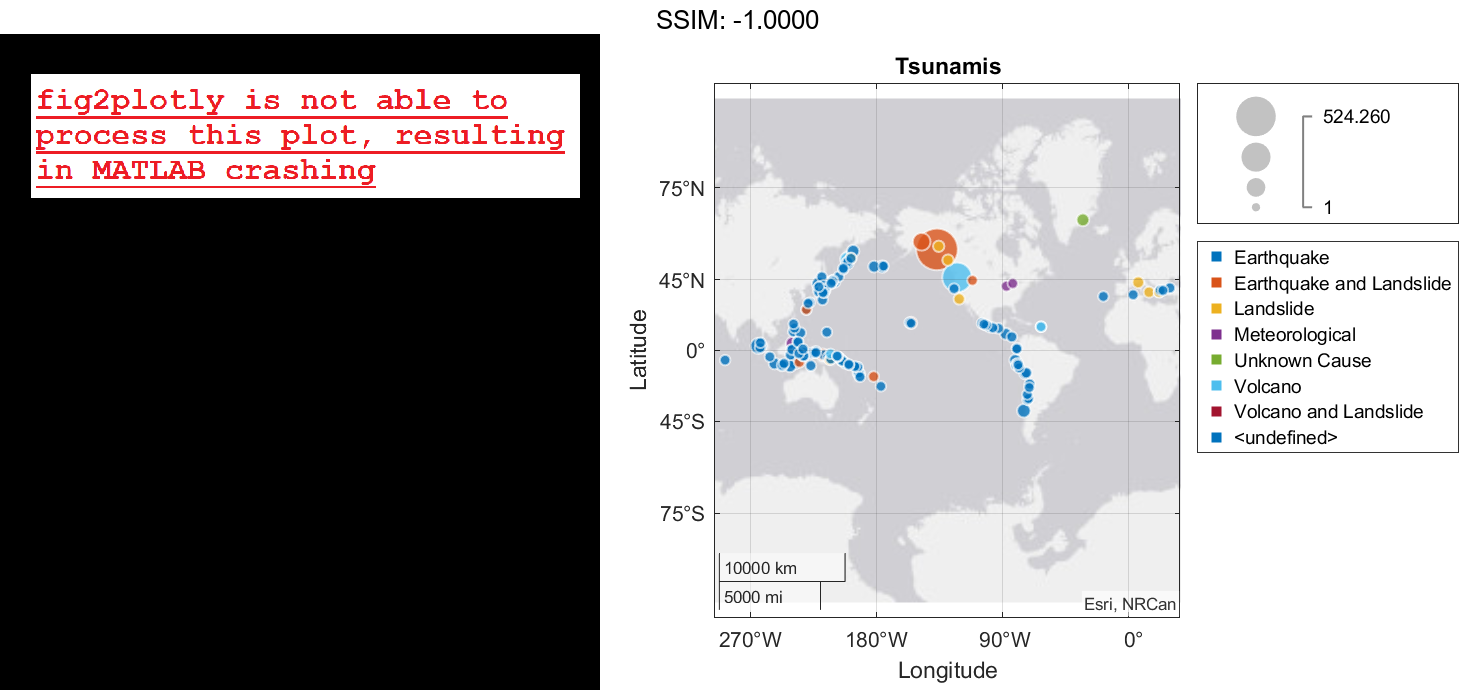 SSIM: -1.0000
fig2plotly is not able to
process this plot, resulting
in MATLAB crashing
Tsunamis
Latitude
75°N
45°N
0°
45°S
75°S
10000 km
5000 mi
Esri, NRCan
270°W
180°W
90°W
0°
Longitude
524.260
1
Earthquake
Earthquake and Landslide
Landslide
Meteorological
Unknown Cause
Volcano
Volcano and Landslide
<undefined>